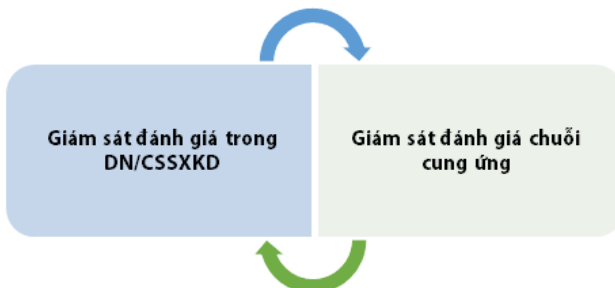 Giám sát đánh giá trong
DN/CSSXKD
Giám sát đánh giá chuỗi
cung ứng